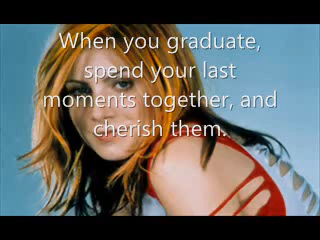 When you graduate,
spend your last
moments together, and
cherish them.